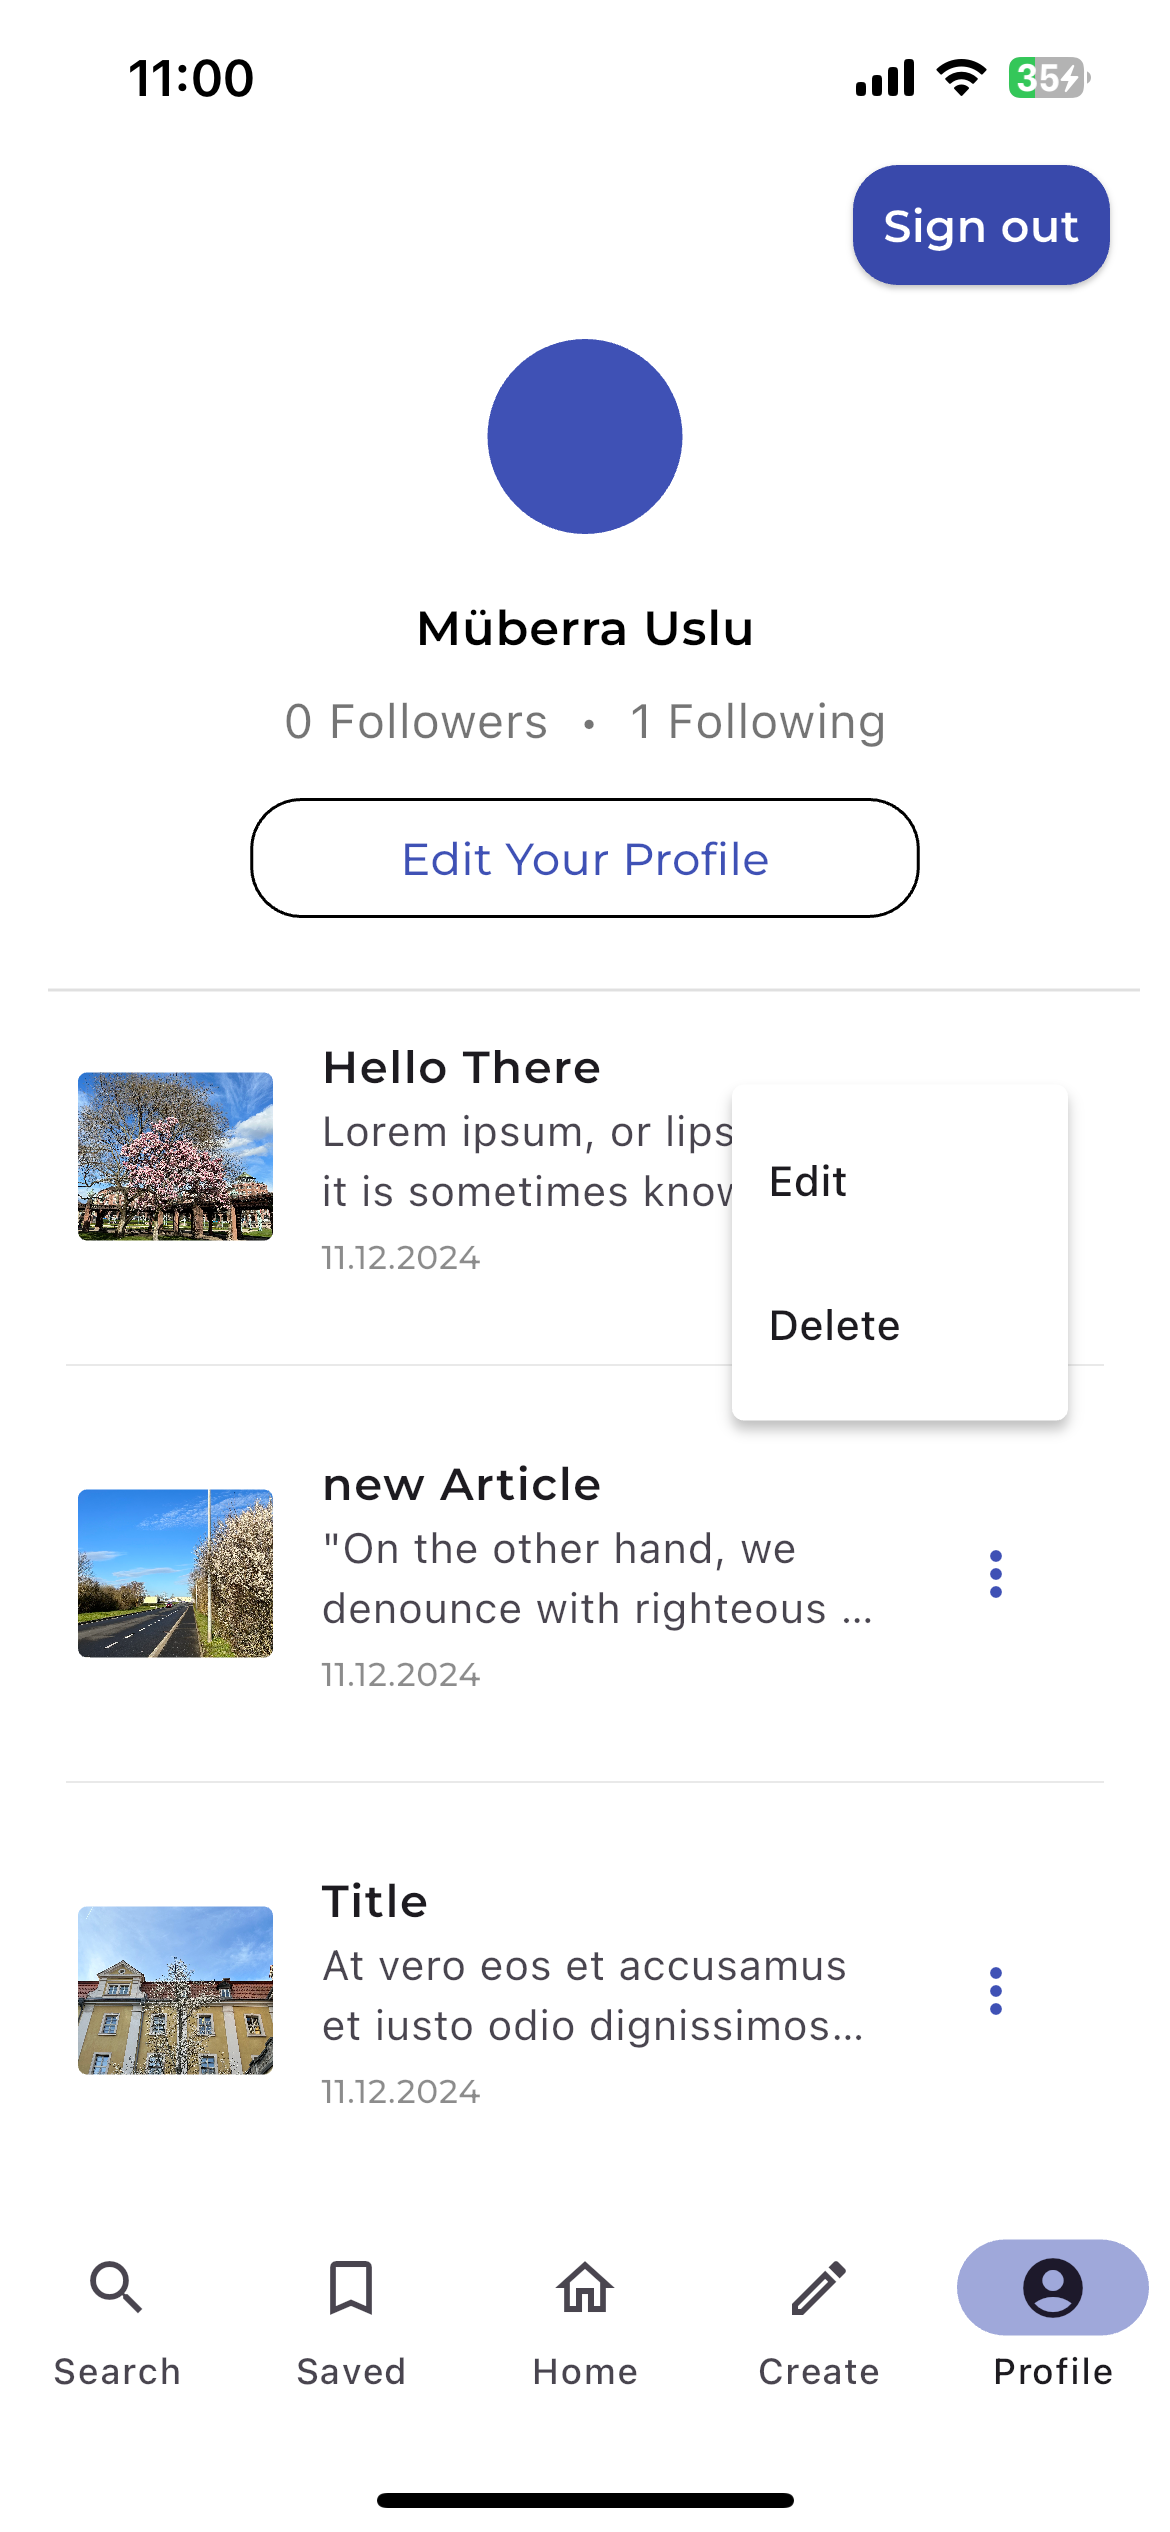 11:00
35
Sign out
Müberra Uslu
0 Followers • 1 Following
Edit Your Profile
Hello There
Lorem ipsum, or lips
it is sometimes know
11.12.2024
Edit
Delete
new Article
"On the other hand, we
denounce with righteous ...
11.12.2024
Title
At vero eos et accusamus
et iusto odio dignissimos...
11.12.2024
Search
Saved
Home
Create
Profile